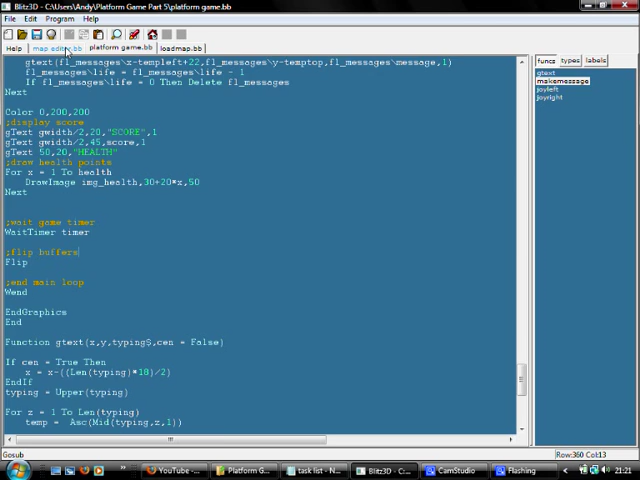 Blitz3D - C:\Users\Andy\Platform Game Part 5\platform game.bb
File Edit Program Help
Help map editor.bb platform game.bb loadmap.bb
gtext(fl_messages\x-templeft+22,fl_messages\y-temptop,fl_messages\message,1)
fl_messages\life = fl_messages\life - 1
If fl_messages\life = 0 Then Delete fl_messages
Next
Color 0,200,200
;display score
gText gwidth/2,20,"SCORE",1
gText gwidth/2,45,score,1
gText 50,20,"HEALTH"
;draw health points
For x = 1 To health
DrawImage img_health,30+20*x,50
Next
;wait game timer
WaitTimer timer
;flip buffers
Flip
;end main loop
Wend
EndGraphics
End
Function gtext(x,y,typing$,cen = False)
If cen = True Then
x = x-((Len(typing)*18)/2)
EndIf
typing = Upper(typing)
For z = 1 To Len(typing)
temp = Asc(Mid(typing,z,1))
funcs types labels
gtext
makemessage
joyleft
joyright
Gosub
Row:360 Col:13
YouTube -... Platform G... task list - N... Blitz3D - C:... CamStudio Flashing 21:21